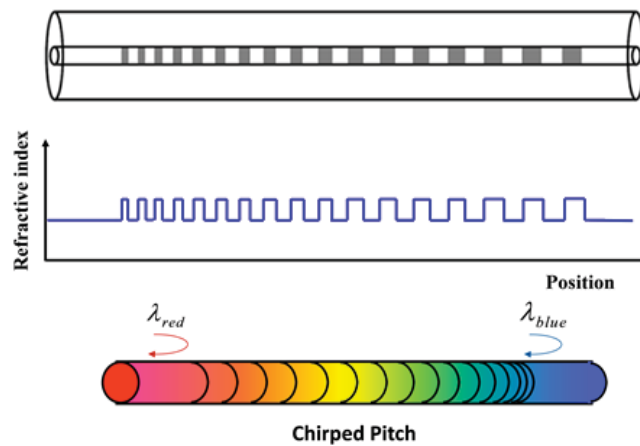 Refractive index
Position
λred
λblue
Chirped Pitch